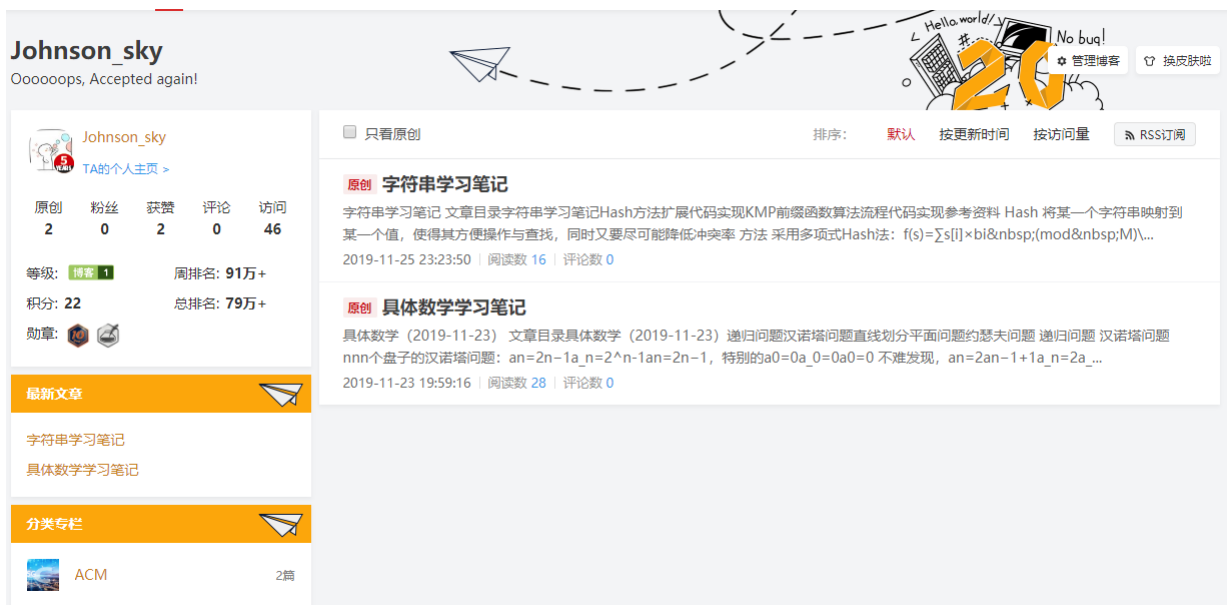 Johnson_sky
Oooooops, Accepted again!
Hello.world!
No bug!
20
管理博客
换皮肤啦
Johnson_sky
TA的个人主页 >
5
原创 粉丝 获赞 评论 访问
2 0 2 0 46
等级: 博客 1 周排名: 91万+
积分: 22 总排名: 79万+
勋章:
最新文章
字符串学习笔记
具体数学学习笔记
分类专栏
ACM 2篇
只看原创 排序: 默认 按更新时间 按访问量 RSS订阅
原创 字符串学习笔记
字符串学习笔记 文章目录字符串学习笔记Hash方法扩展代码实现KMP前缀函数算法流程代码实现参考资料 Hash 将某一个字符串映射到
某一个值，使得其方便操作与查找，同时又要尽可能降低冲突率 方法 采用多项式Hash法：f(s)=∑s[i]×bi&nbsp;(mod&nbsp;M)\...
2019-11-25 23:23:50 阅读数 16 评论数 0
原创 具体数学学习笔记
具体数学（2019-11-23） 文章目录具体数学（2019-11-23）递归问题汉诺塔问题直线划分平面问题约瑟夫问题 递归问题 汉诺塔问题
nnn个盘子的汉诺塔问题：an=2n−1a_n=2^n-1an=2n−1，特别的a0=0a_0=0a0=0 不难发现，an=2an−1+1a_n=2a_...
2019-11-23 19:59:16 阅读数 28 评论数 0